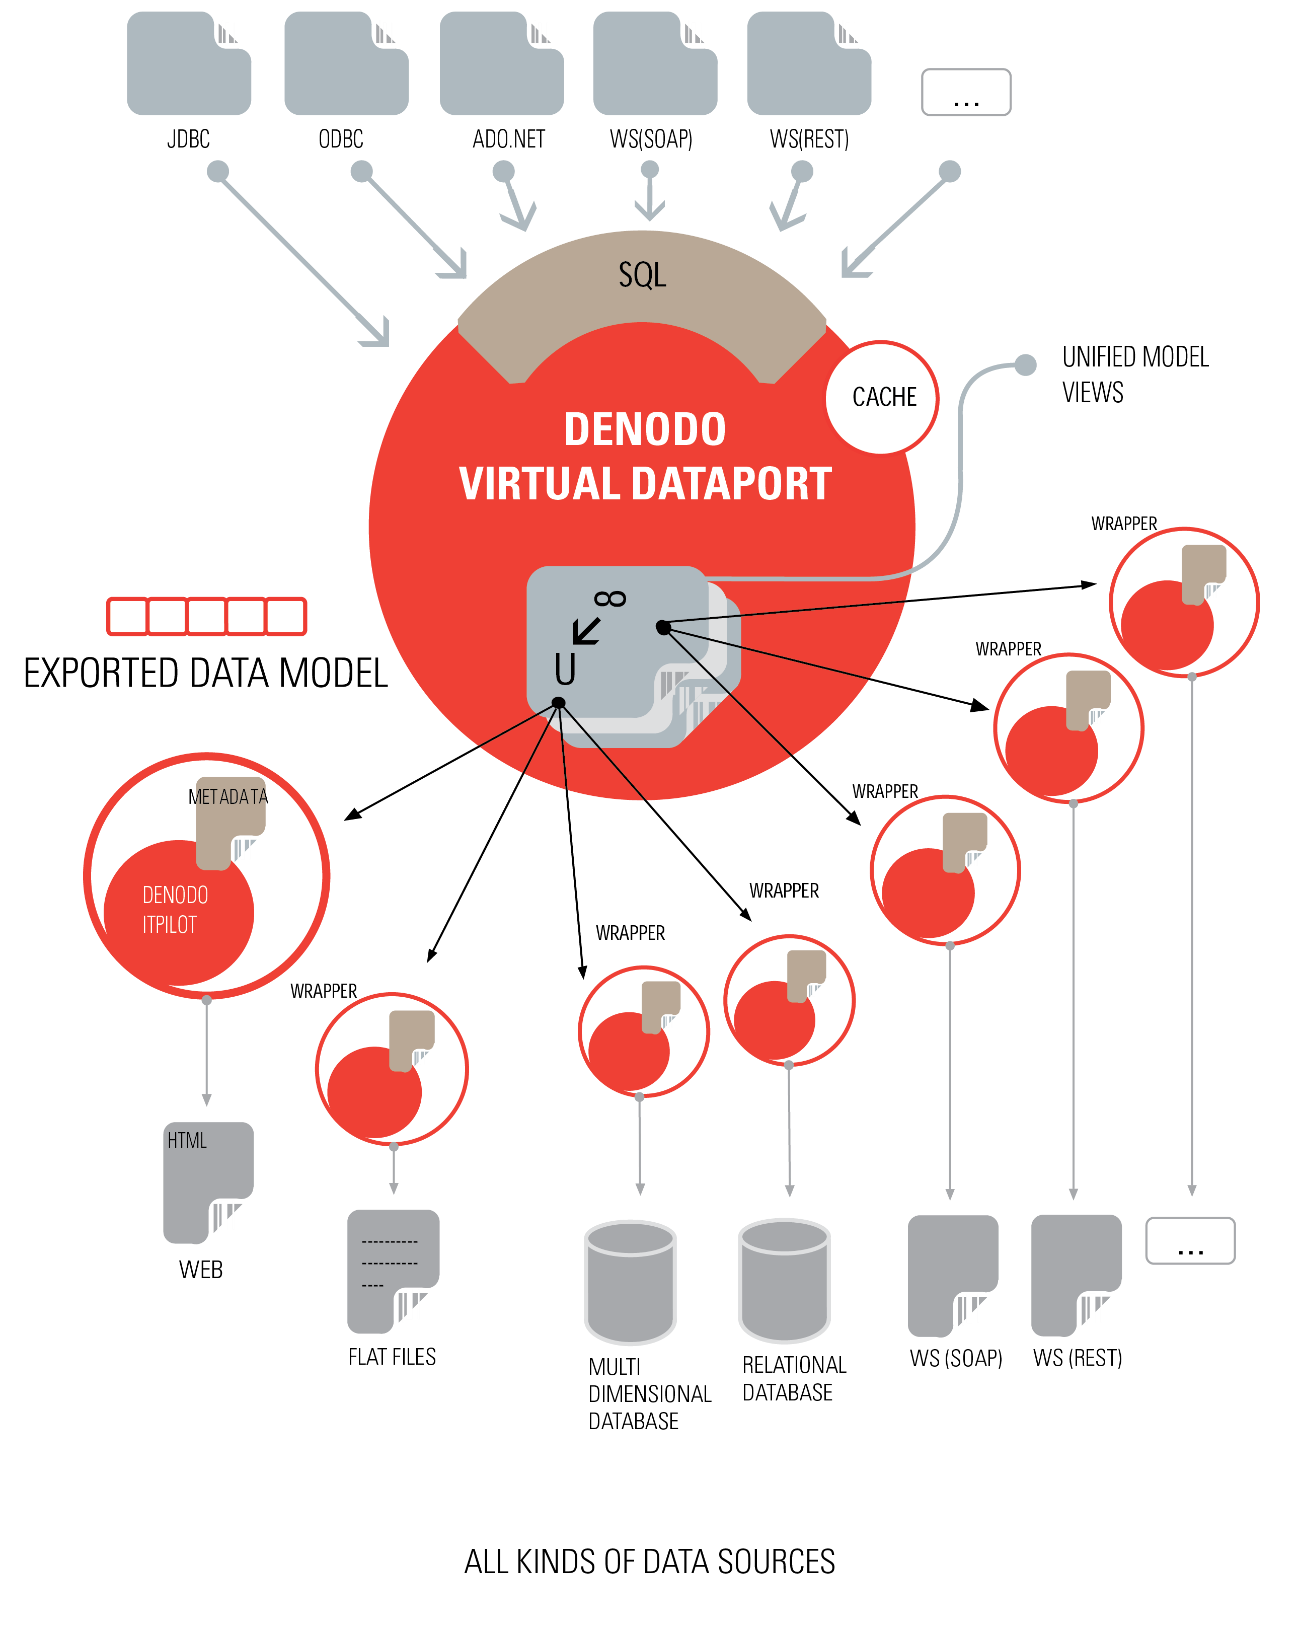 JDBC
ODBC
ADO.NET
WS(SOAP)
WS(REST)
...
SQL
UNIFIED MODEL
VIEWS
CACHE
DENODO
VIRTUAL DATAPORT
WRAPPER
8
U
EXPORTED DATA MODEL
WRAPPER
METADATA
WRAPPER
DENODO
ITPILOT
WRAPPER
WRAPPER
WRAPPER
HTML
WEB
...
FLAT FILES
MULTI
DIMENSIONAL
DATABASE
RELATIONAL
DATABASE
WS (SOAP)
WS (REST)
ALL KINDS OF DATA SOURCES